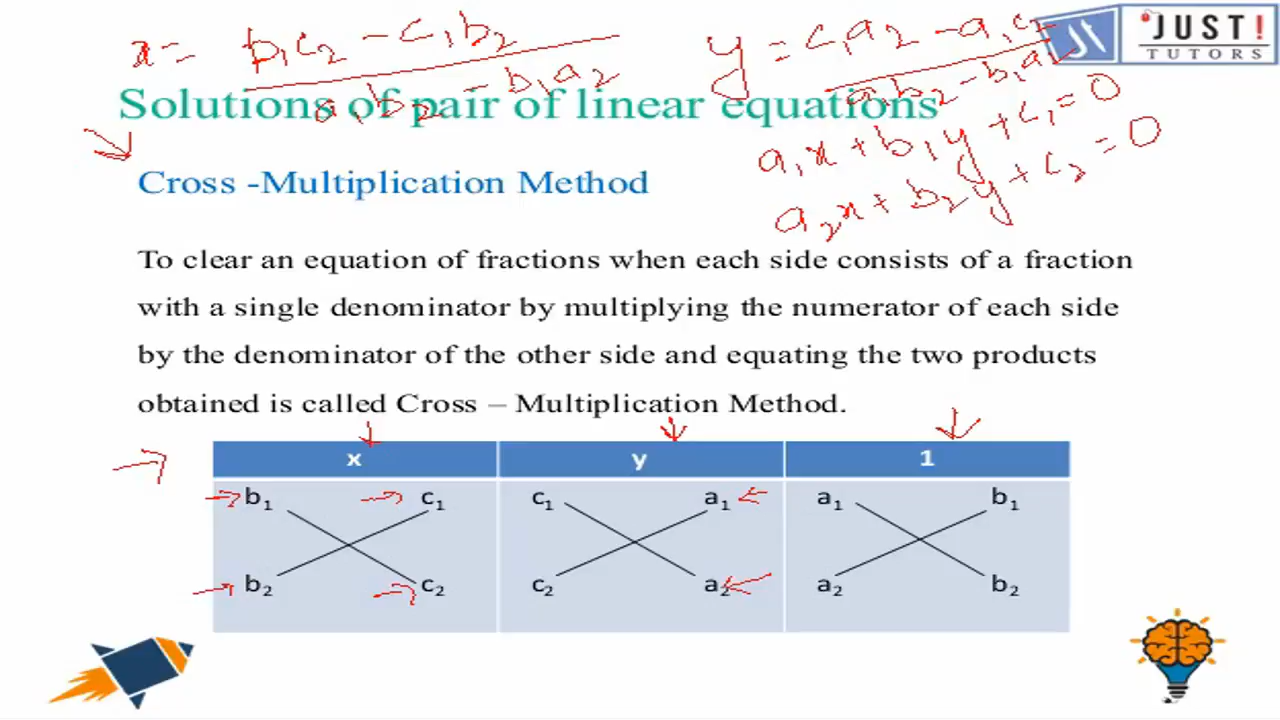 x = b₁c₂ - c₁b₂ y = c₁a₂ - a₁c₂
a₁b₂ - b₁a₂ a₁b₂ - b₁a₂
JUST!
TUTORS
Solutions of pair of linear equations
a₁x + b₁y + c₁ = 0
a₂x + b₂y + c₂ = 0
Cross -Multiplication Method
To clear an equation of fractions when each side consists of a fraction
with a single denominator by multiplying the numerator of each side
by the denominator of the other side and equating the two products
obtained is called Cross – Multiplication Method.
x y 1
b₁ c₁ c₁ a₁ a₁ b₁
b₂ c₂ c₂ a₂ a₂ b₂